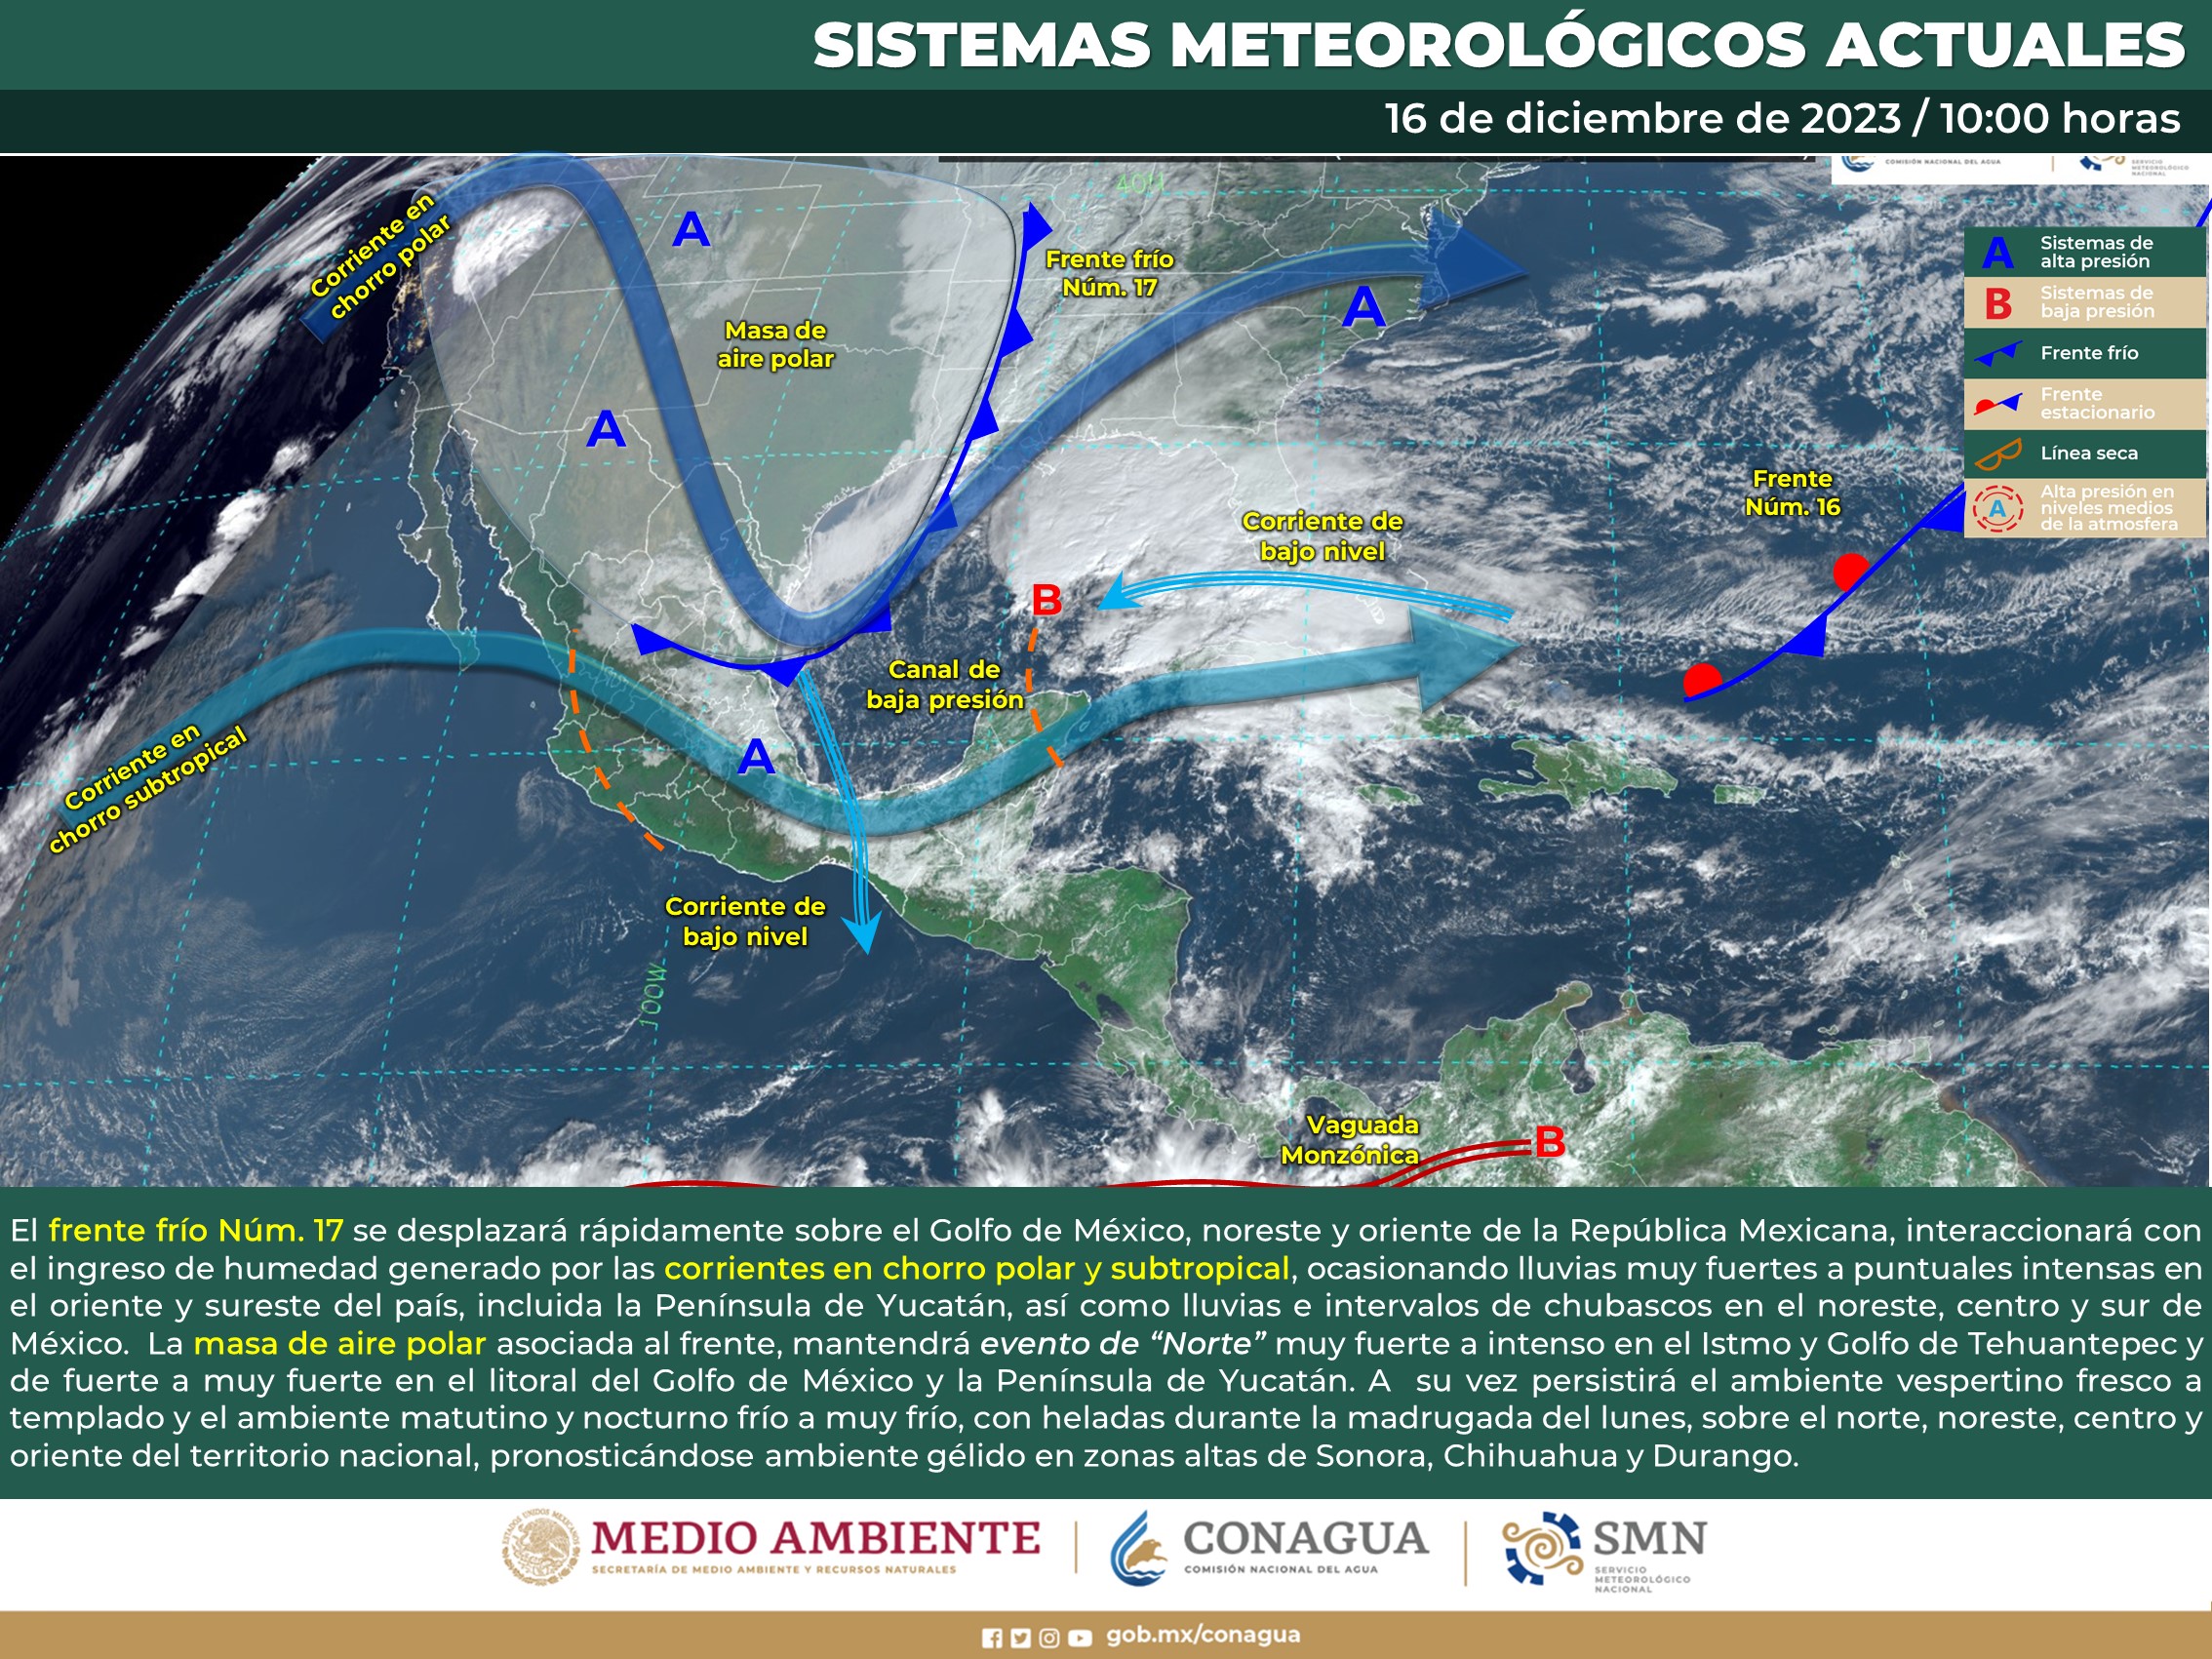 SISTEMAS METEOROLÓGICOS ACTUALES
16 de diciembre de 2023 / 10:00 horas
COMISIÓN NACIONAL DEL AGUA
SERVICIO
METEOROLÓGICO
NACIONAL
40N
Corriente en
chorro polar
A
Frente frío
Núm. 17
A
Masa de
aire polar
A
A
Sistemas de
alta presión
B
Sistemas de
baja presión
Frente frío
Frente
estacionario
Línea seca
A
Alta presión en
niveles medios
de la atmosfera
Frente
Núm. 16
Corriente de
bajo nivel
B
Canal de
baja presión
Corriente en
chorro subtropical
A
Corriente de
bajo nivel
100W
Vaguada
Monzónica
B
El frente frío Núm. 17 se desplazará rápidamente sobre el Golfo de México, noreste y oriente de la República Mexicana, interaccionará con
el ingreso de humedad generado por las corrientes en chorro polar y subtropical, ocasionando lluvias muy fuertes a puntuales intensas en
el oriente y sureste del país, incluida la Península de Yucatán, así como lluvias e intervalos de chubascos en el noreste, centro y sur de
México. La masa de aire polar asociada al frente, mantendrá evento de “Norte” muy fuerte a intenso en el Istmo y Golfo de Tehuantepec y
de fuerte a muy fuerte en el litoral del Golfo de México y la Península de Yucatán. A su vez persistirá el ambiente vespertino fresco a
templado y el ambiente matutino y nocturno frío a muy frío, con heladas durante la madrugada del lunes, sobre el norte, noreste, centro y
oriente del territorio nacional, pronosticándose ambiente gélido en zonas altas de Sonora, Chihuahua y Durango.
MEDIO AMBIENTE
SECRETARÍA DE MEDIO AMBIENTE Y RECURSOS NATURALES
CONAGUA
COMISIÓN NACIONAL DEL AGUA
SMN
SERVICIO
METEOROLÓGICO
NACIONAL
gob.mx/conagua